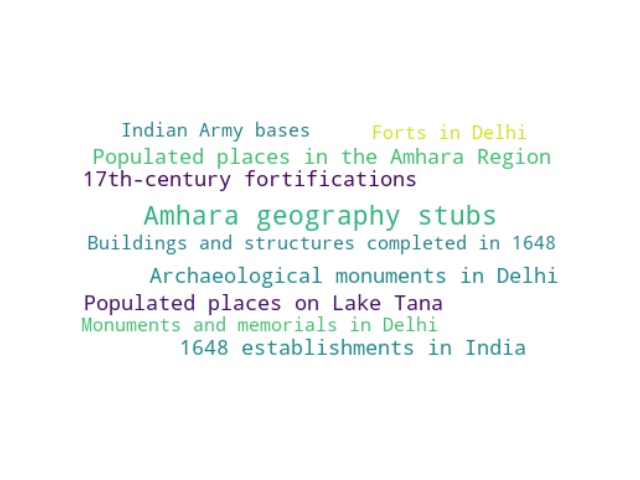 Indian Army bases
Forts in Delhi
Populated places in the Amhara Region
17th-century fortifications
Amhara geography stubs
Buildings and structures completed in 1648
Archaeological monuments in Delhi
Populated places on Lake Tana
Monuments and memorials in Delhi
1648 establishments in India